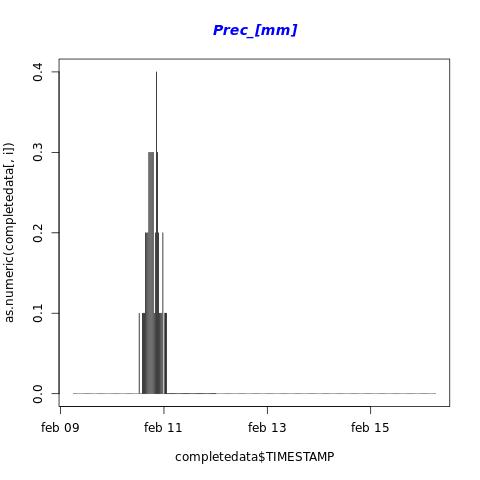 Prec_[mm]
as.numeric(completedata[, i])
0.4
0.3
0.2
0.1
0.0
feb 09
feb 11
feb 13
feb 15
completedata$TIMESTAMP